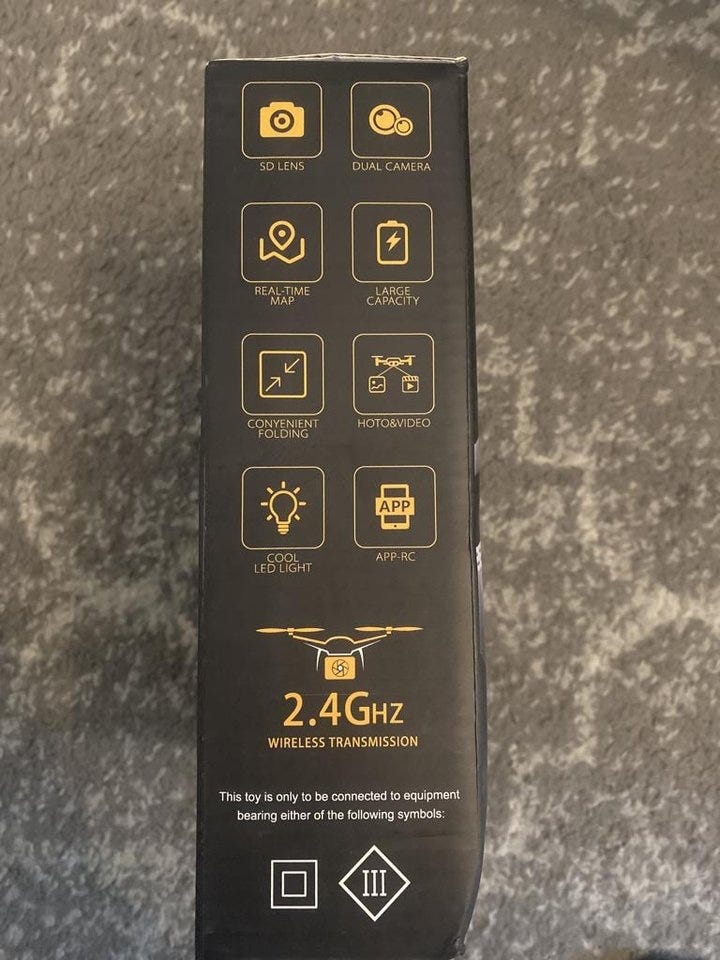 SD LENS
DUAL CAMERA
REAL-TIME
MAP
LARGE
CAPACITY
CONYENIENT
FOLDING
HOTO&VIDEO
COOL
LED LIGHT
APP
APP-RC
2.4GHZ
WIRELESS TRANSMISSION
This toy is only to be connected to equipment
bearing either of the following symbols:
III